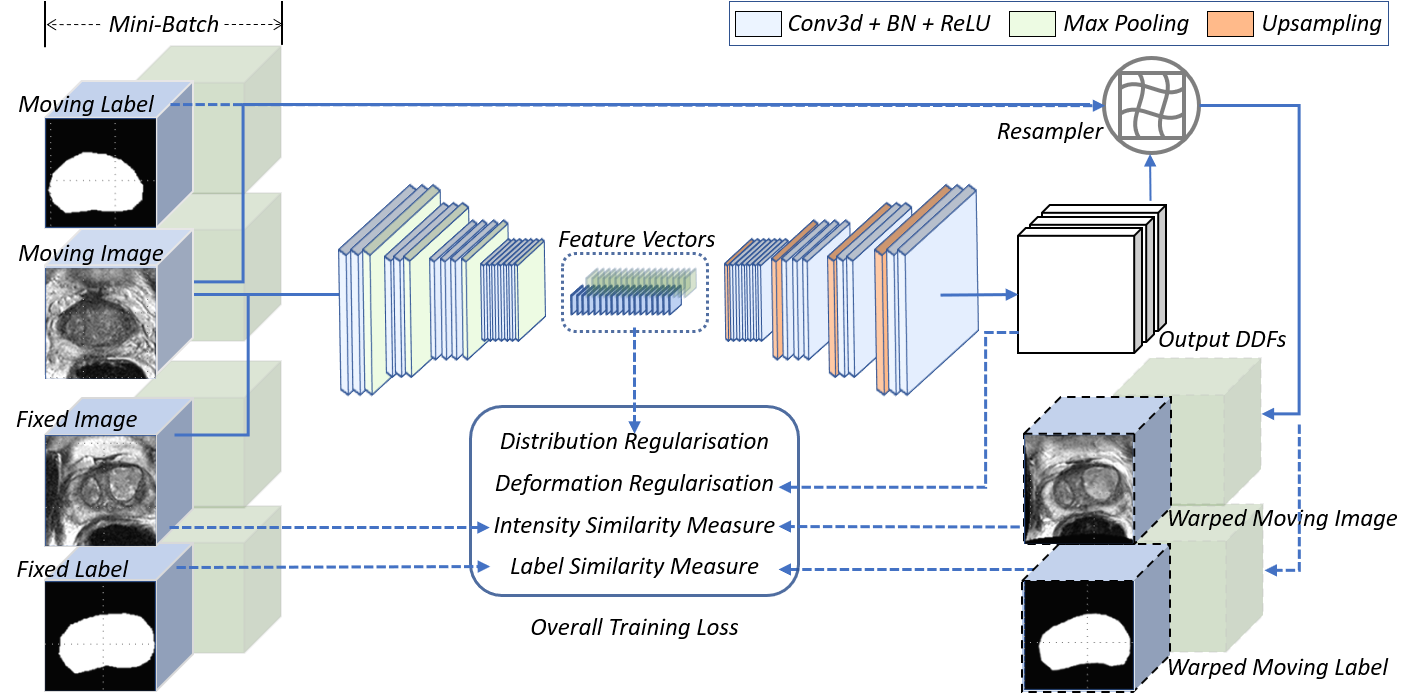 Mini-Batch
Conv3d + BN + ReLU
Max Pooling
Upsampling
Moving Label
Resampler
Moving Image
Feature Vectors
Output DDFs
Fixed Image
Distribution Regularisation
Deformation Regularisation
Intensity Similarity Measure
Warped Moving Image
Fixed Label
Label Similarity Measure
Overall Training Loss
Warped Moving Label